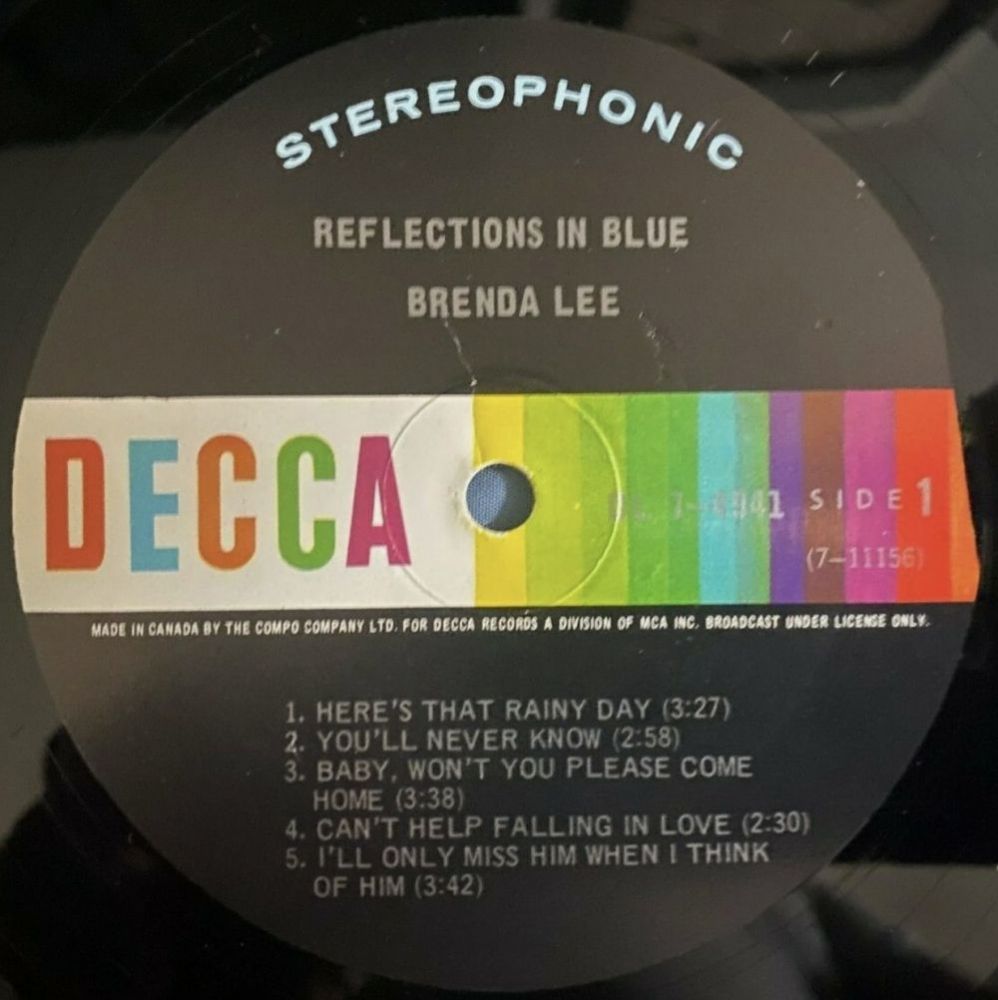 STEREOPHONIC
REFLECTIONS IN BLUE
BRENDA LEE
DECCA
SIDE 1
(7-11156)
MADE IN CANADA BY THE COMPO COMPANY LTD. FOR DECCA RECORDS A DIVISION OF MCA INC. BROADCAST UNDER LICENSE ONLY.
1. HERE'S THAT RAINY DAY (3:27)
2. YOU'LL NEVER KNOW (2:58)
3. BABY, WON'T YOU PLEASE COME
HOME (3:38)
4. CAN'T HELP FALLING IN LOVE (2:30)
5. I'LL ONLY MISS HIM WHEN I THINK
OF HIM (3:42)